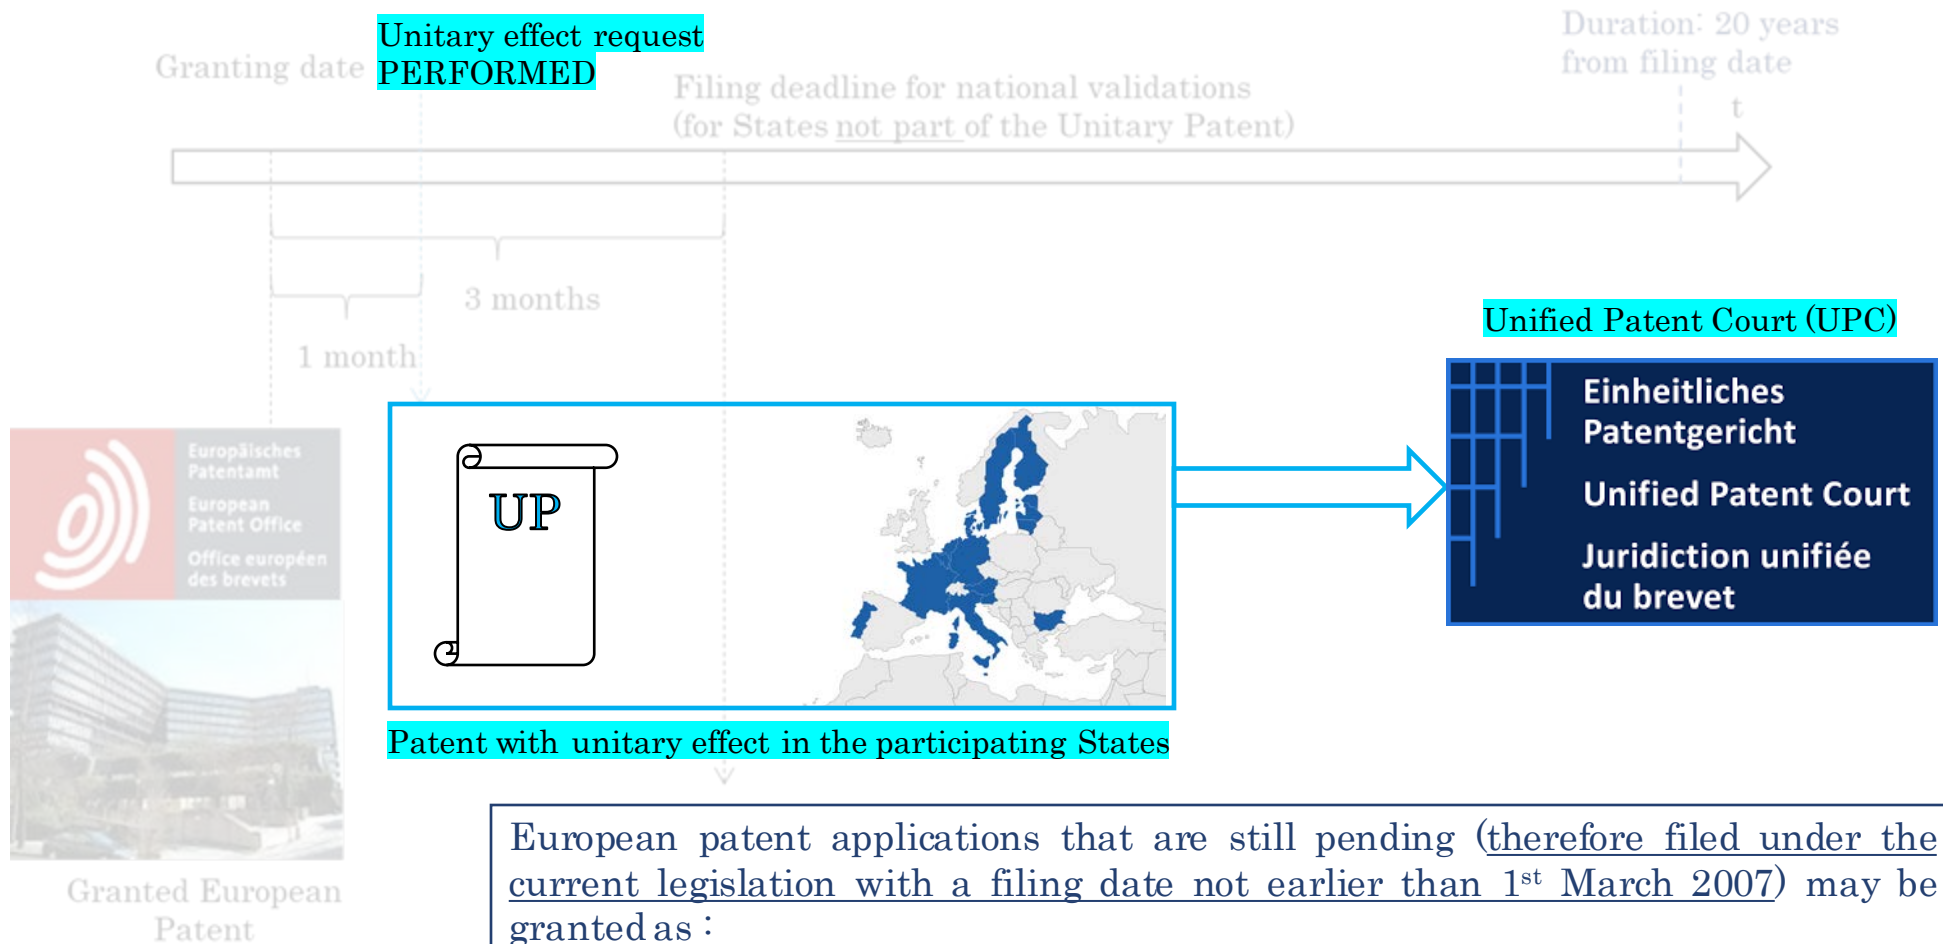 Unitary effect request
PERFORMED
Granting date
Duration: 20 years
from filing date
Filing deadline for national validations
(for States not part of the Unitary Patent)
t
3 months
1 month
Unified Patent Court (UPC)
Einheitliches
Patentgericht
Unified Patent Court
Juridiction unifiée
du brevet
Europäisches
Patentamt
European
Patent Office
Office européen
des brevets
UP
Patent with unitary effect in the participating States
Granted European
Patent
European patent applications that are still pending (therefore filed under the
current legislation with a filing date not earlier than 1st March 2007) may be
granted as :